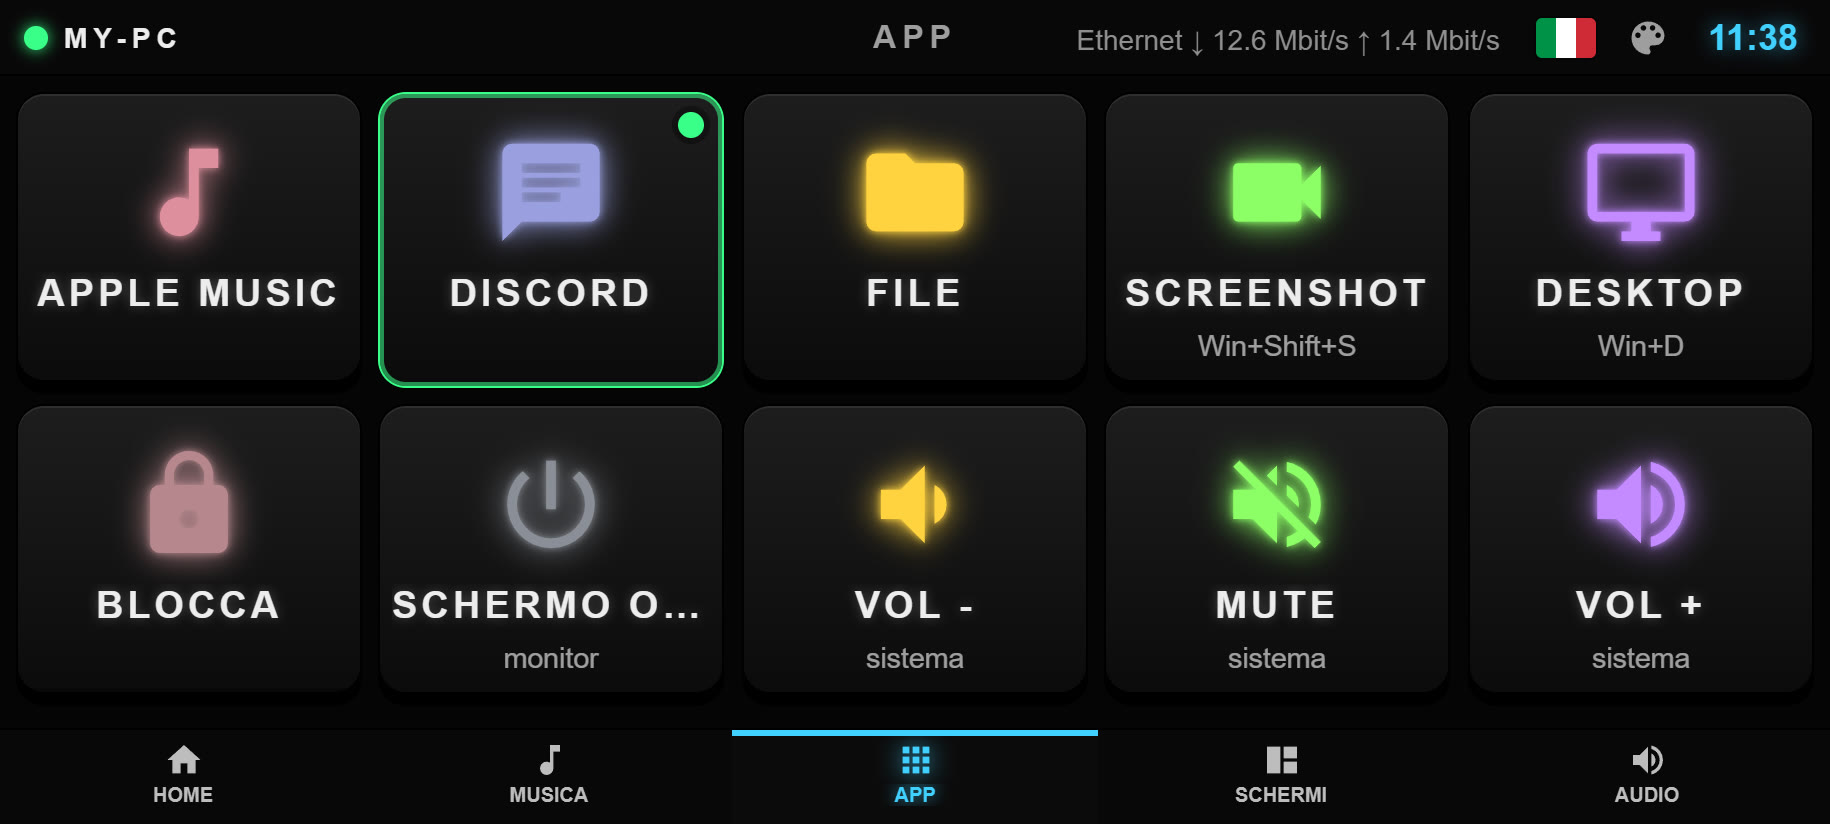 MY-PC
APP
Ethernet ↓ 12.6 Mbit/s ↑ 1.4 Mbit/s
11:38
APPLE MUSIC
DISCORD
FILE
SCREENSHOT
Win+Shift+S
DESKTOP
Win+D
BLOCCA
SCHERMO O...
monitor
VOL -
sistema
MUTE
sistema
VOL +
sistema
HOME
MUSICA
APP
SCHERMI
AUDIO